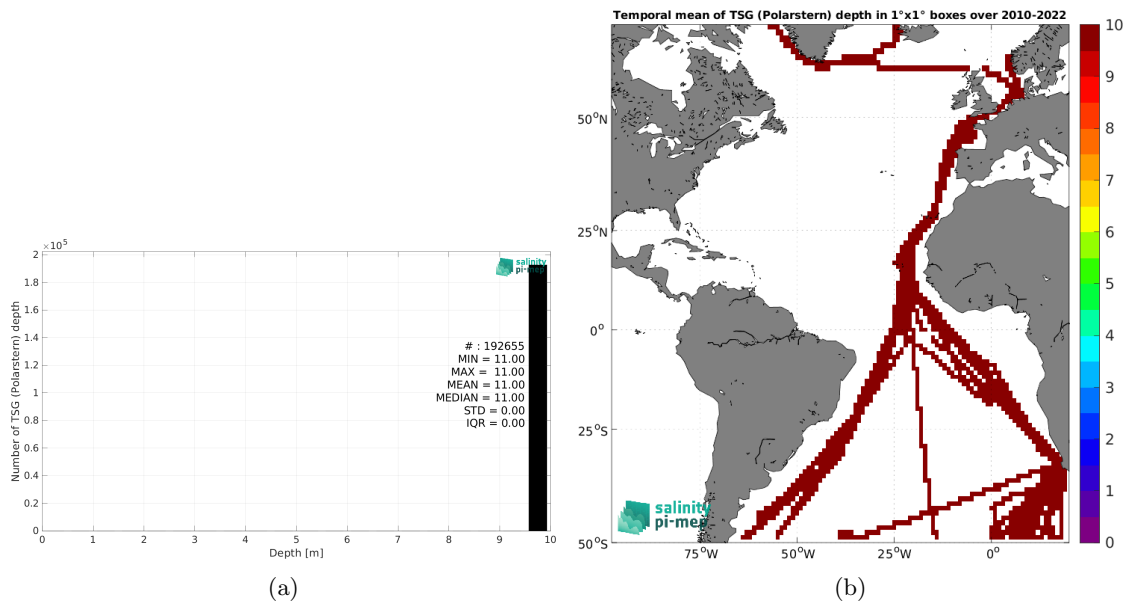 Temporal mean of TSG (Polarstern) depth in 1°x1° boxes over 2010-2022
×10⁵
2
1.8
1.6
1.4
1.2
1
0.8
0.6
0.4
0.2
0
Number of TSG (Polarstern) depth
salinity
pi-mep
# : 192655
MIN = 11.00
MAX = 11.00
MEAN = 11.00
MEDIAN = 11.00
STD = 0.00
IQR = 0.00
0 1 2 3 4 5 6 7 8 9 10
Depth [m]
(a)
50°N
25°N
0°
25°S
50°S
75°W 50°W 25°W 0°
salinity
pi-mep
10
9
8
7
6
5
4
3
2
1
0
(b)